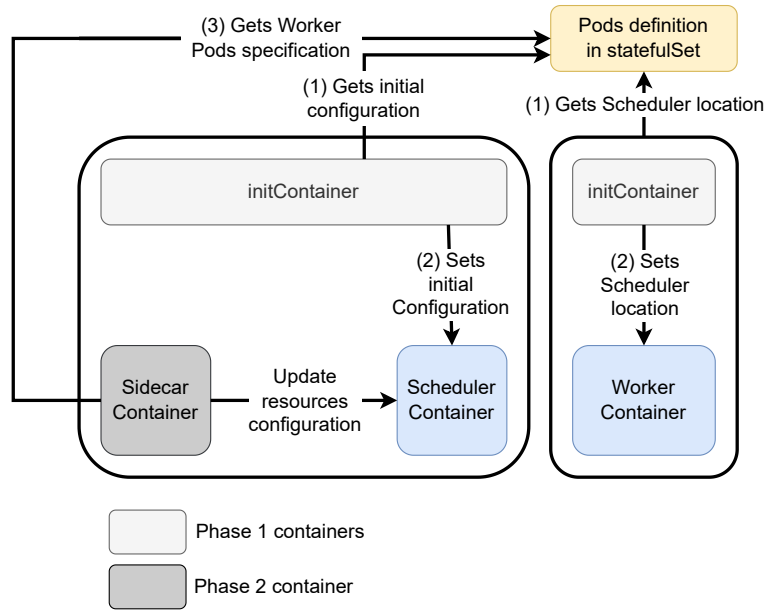 (3) Gets Worker
Pods specification
Pods definition
in statefulSet
(1) Gets initial
configuration
(1) Gets Scheduler location
initContainer
initContainer
(2) Sets
initial
Configuration
(2) Sets
Scheduler
location
Sidecar
Container
Update
resources
configuration
Scheduler
Container
Worker
Container
Phase 1 containers
Phase 2 container